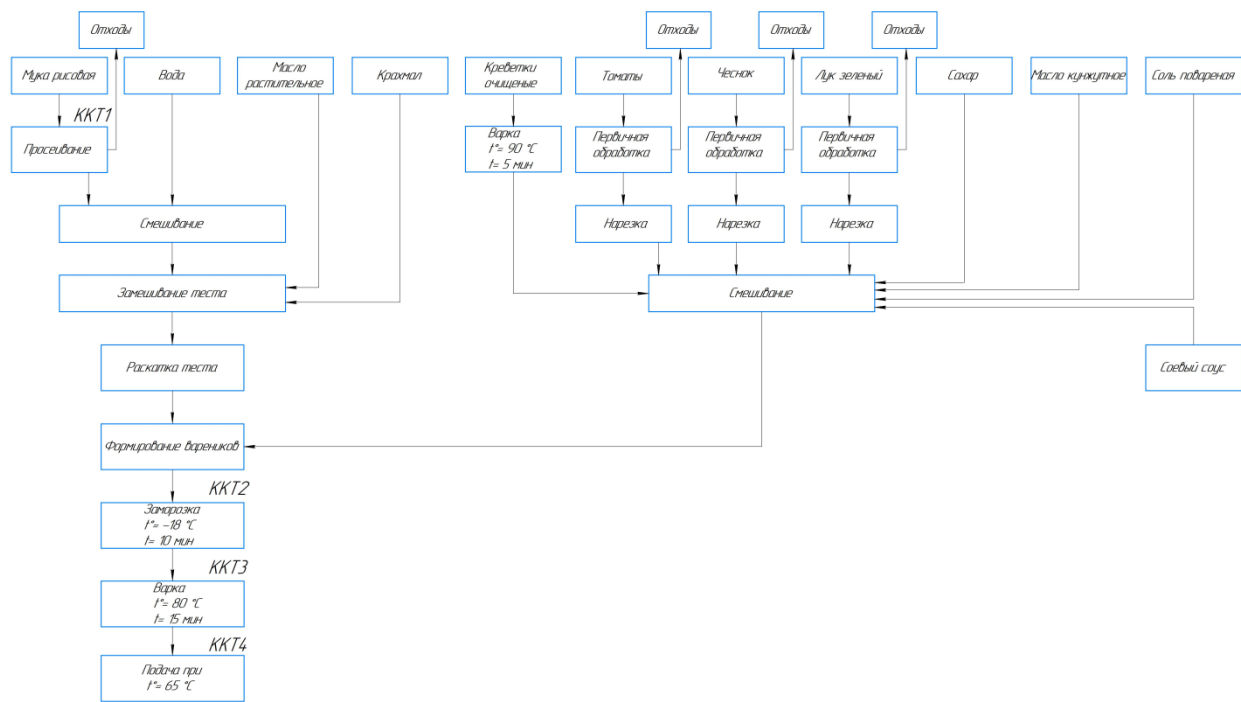 Отходы
Отходы
Отходы
Отходы
Мука рисовая
Вода
Масло
растительное
Крахмал
Креветки
очищеные
Томаты
Чеснок
Лук зеленый
Сахар
Масло кунжутное
Соль повареная
ККТ1
Просеивание
Варка
t°= 90 °C
t= 5 мин
Первичная
обработка
Первичная
обработка
Первичная
обработка
Смешивание
Нарезка
Нарезка
Нарезка
Замешивание теста
Смешивание
Раскатка теста
Соевый соус
Формирование вареников
ККТ2
Заморозка
t°= -18 °C
t= 10 мин
ККТ3
Варка
t°= 80 °C
t= 15 мин
ККТ4
Подача при
t°= 65 °C